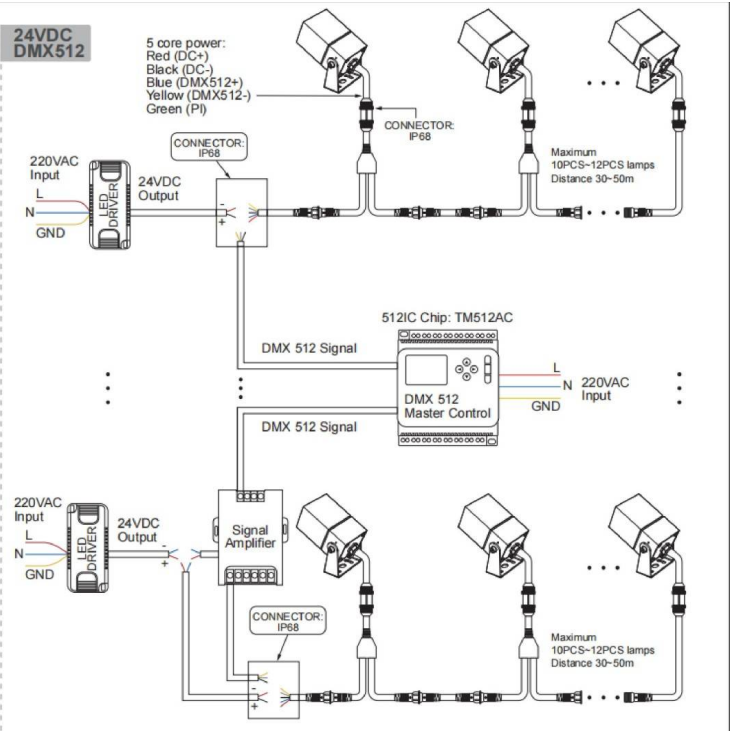 24VDC
DMX512
5 core power:
Red (DC+)
Black (DC-)
Blue (DMX512+)
Yellow (DMX512-)
Green (PI)
CONNECTOR:
IP68
CONNECTOR:
IP68
220VAC
Input
L
N
GND
LED
DRIVER
24VDC
Output
-
+
Maximum
10PCS~12PCS lamps
Distance 30~50m
512IC Chip: TM512AC
DMX 512 Signal
DMX 512
Master Control
L
N
GND
220VAC
Input
DMX 512 Signal
220VAC
Input
L
N
GND
LED
DRIVER
24VDC
Output
-
+
Signal
Amplifier
CONNECTOR:
IP68
-
+
Maximum
10PCS~12PCS lamps
Distance 30~50m